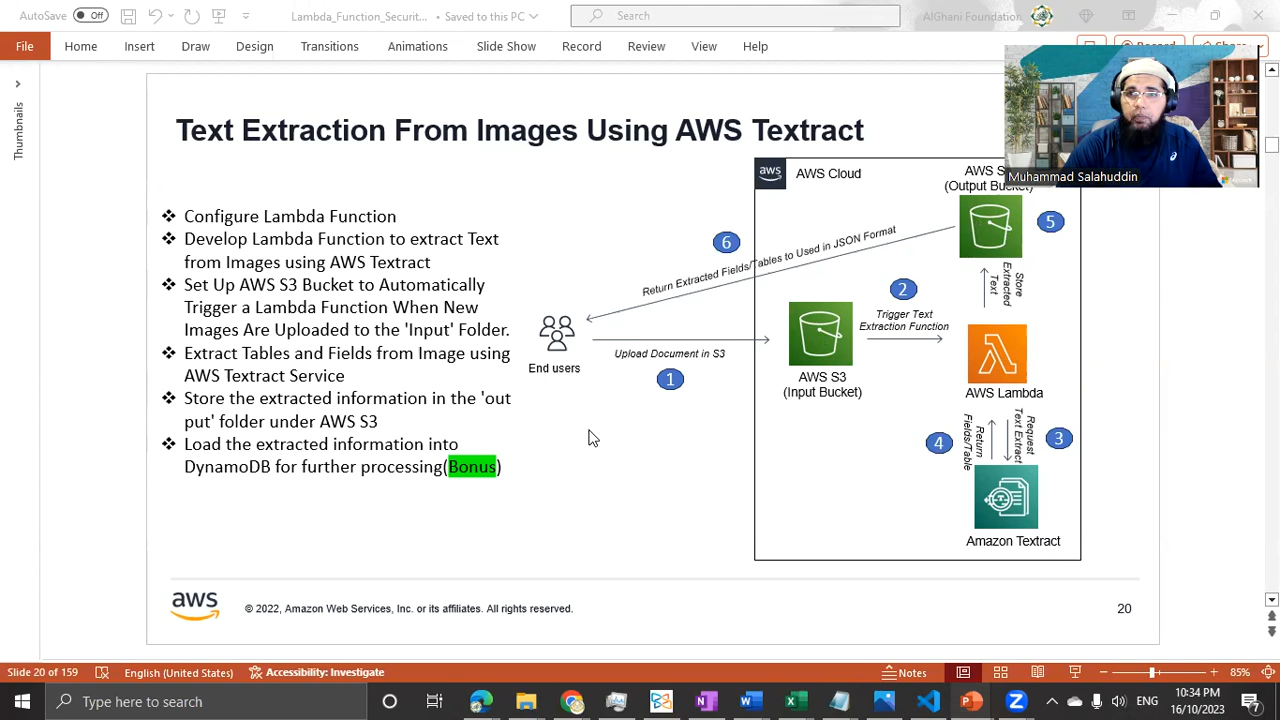 AutoSave Off Lambda_Function_Securit... • Saved to this PC Search AlGhani Foundation
File Home Insert Draw Design Transitions Animations Slide Show Record Review View Help
Thumbnails
Text Extraction From Images Using AWS Textract
❖ Configure Lambda Function
❖ Develop Lambda Function to extract Text
from Images using AWS Textract
❖ Set Up AWS S3 Bucket to Automatically
Trigger a Lambda Function When New
Images Are Uploaded to the 'Input' Folder.
❖ Extract Tables and Fields from Image using
AWS Textract Service
❖ Store the extracted information in the 'out
put' folder under AWS S3
❖ Load the extracted information into
DynamoDB for further processing(Bonus)
aws
AWS Cloud
AWS S
(Output Bucket)
5
6
Return Extracted Fields/Tables to Used in JSON Format
End users
Upload Document in S3
1
AWS S3
(Input Bucket)
2
Trigger Text
Extraction Function
Store
Extracted
Text
AWS Lambda
Request
Text Extract
3
4
Return
Fields/Table
Amazon Textract
Muhammad Salahuddin
aws
© 2022, Amazon Web Services, Inc. or its affiliates. All rights reserved.
20
Slide 20 of 159 English (United States) Accessibility: Investigate Notes 85%
Type here to search
ENG
10:34 PM
16/10/2023
7